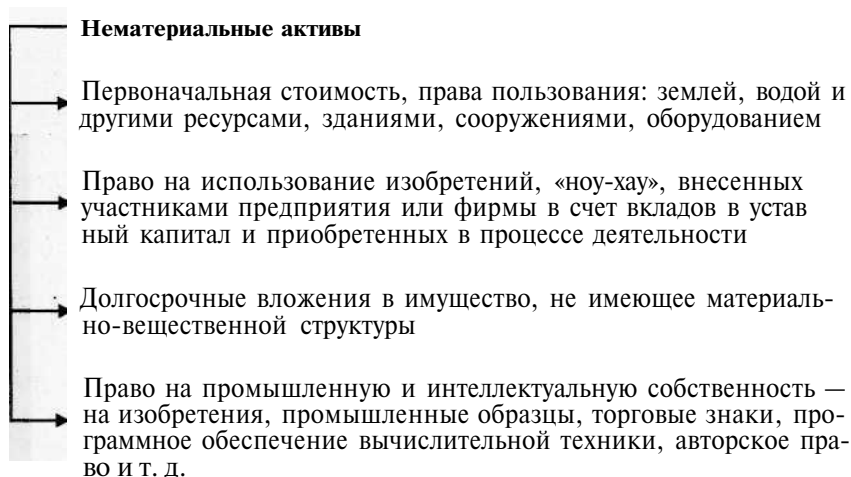 Нематериальные активы
Первоначальная стоимость, права пользования: землей, водой и
другими ресурсами, зданиями, сооружениями, оборудованием
Право на использование изобретений, «ноу-хау», внесенных
участниками предприятия или фирмы в счет вкладов в устав
ный капитал и приобретенных в процессе деятельности
Долгосрочные вложения в имущество, не имеющее материаль-
но-вещественной структуры
Право на промышленную и интеллектуальную собственность —
на изобретения, промышленные образцы, торговые знаки, про-
граммное обеспечение вычислительной техники, авторское пра-
во и т. д.